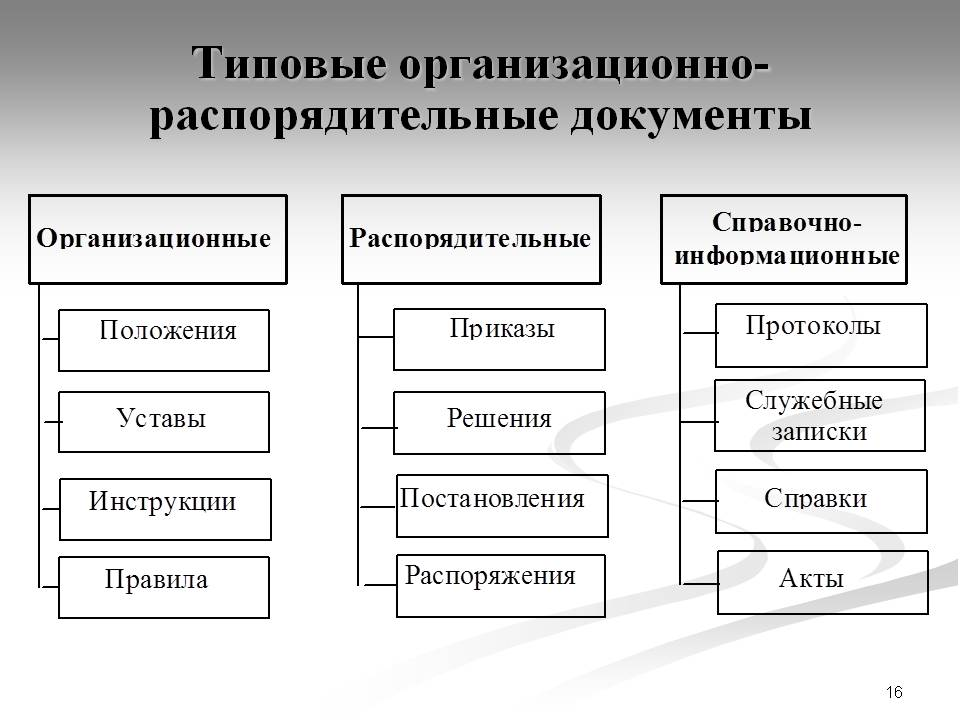 Типовые организационно-
распорядительные документы
Организационные
Положения
Уставы
Инструкции
Правила
Распорядительные
Приказы
Решения
Постановления
Распоряжения
Справочно-
информационные
Протоколы
Служебные
записки
Справки
Акты
16